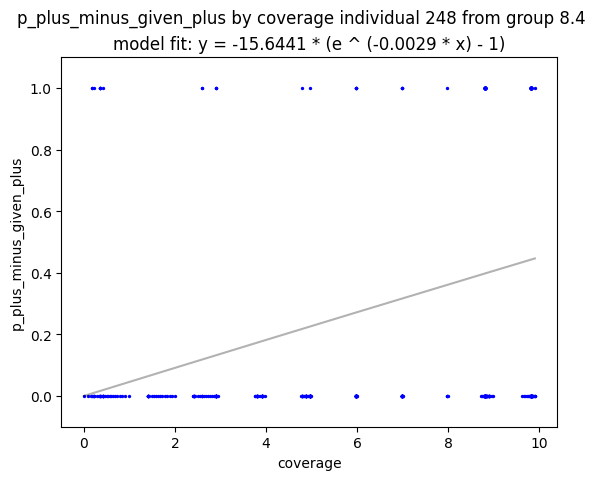 p_plus_minus_given_plus by coverage individual 248 from group 8.4
model fit: y = -15.6441 * (e ^ (-0.0029 * x) - 1)
1.0
0.8
0.6
0.4
0.2
0.0
p_plus_minus_given_plus
0 2 4 6 8 10
coverage